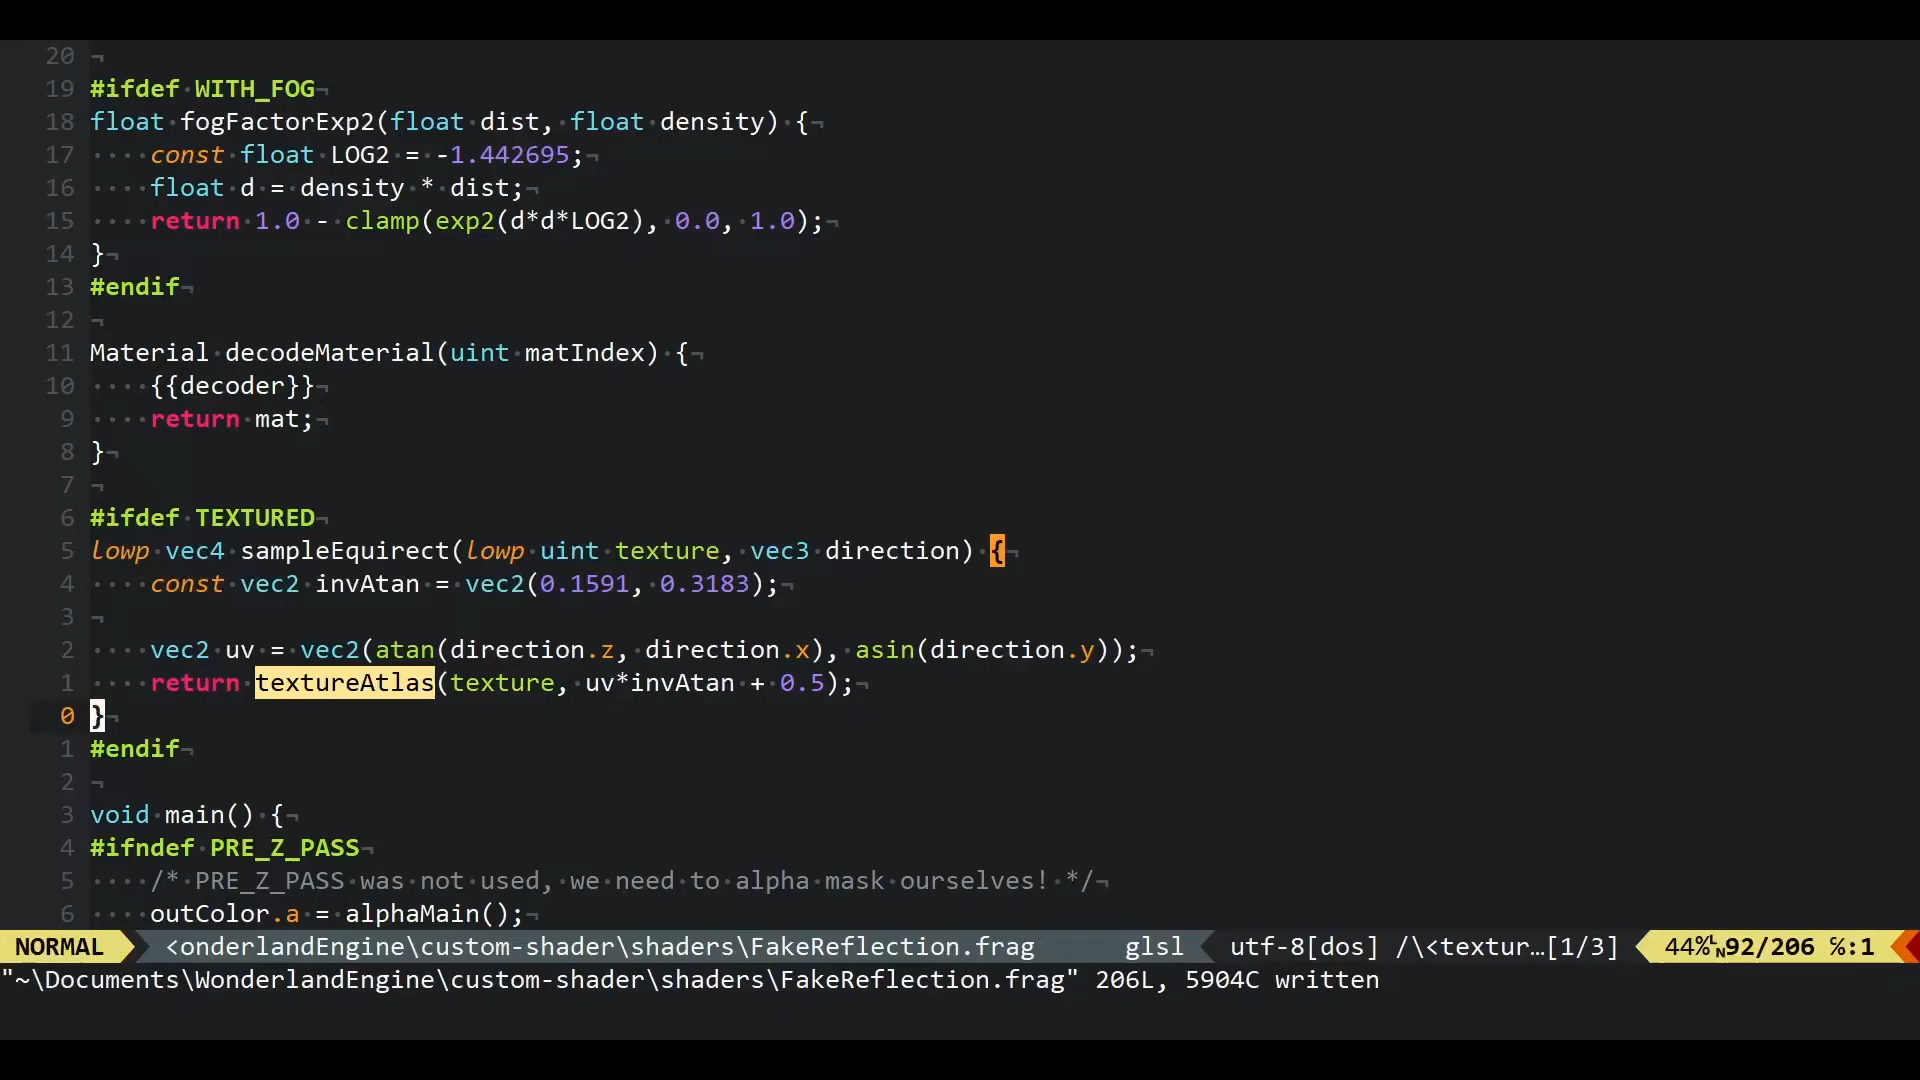 20 ¬
19 #ifdef·WITH_FOG¬
18 float·fogFactorExp2(float·dist,·float·density)·{¬
17 ····const·float·LOG2·=·-1.442695;¬
16 ····float·d·=·density·*·dist;¬
15 ····return·1.0·-·clamp(exp2(d*d*LOG2),·0.0,·1.0);¬
14 }¬
13 #endif¬
12 ¬
11 Material·decodeMaterial(uint·matIndex)·{¬
10 ····{{decoder}}¬
9 ····return·mat;¬
8 }¬
7 ¬
6 #ifdef·TEXTURED¬
5 lowp·vec4·sampleEquirect(lowp·uint·texture,·vec3·direction)·{¬
4 ····const·vec2·invAtan·=·vec2(0.1591,·0.3183);¬
3 ¬
2 ····vec2·uv·=·vec2(atan(direction.z,·direction.x),·asin(direction.y));¬
1 ····return·textureAtlas(texture,·uv*invAtan·+·0.5);¬
0 }¬
1 #endif¬
2 ¬
3 void·main()·{¬
4 #ifndef·PRE_Z_PASS¬
5 ····/*·PRE_Z_PASS·was·not·used,·we·need·to·alpha·mask·ourselves!·*/¬
6 ····outColor.a·=·alphaMain();¬
NORMAL <onderlandEngine\custom-shader\shaders\FakeReflection.frag glsl utf-8[dos] /\<textur…[1/3] 44%␊92/206 ℅:1
"~\Documents\WonderlandEngine\custom-shader\shaders\FakeReflection.frag" 206L, 5904C written